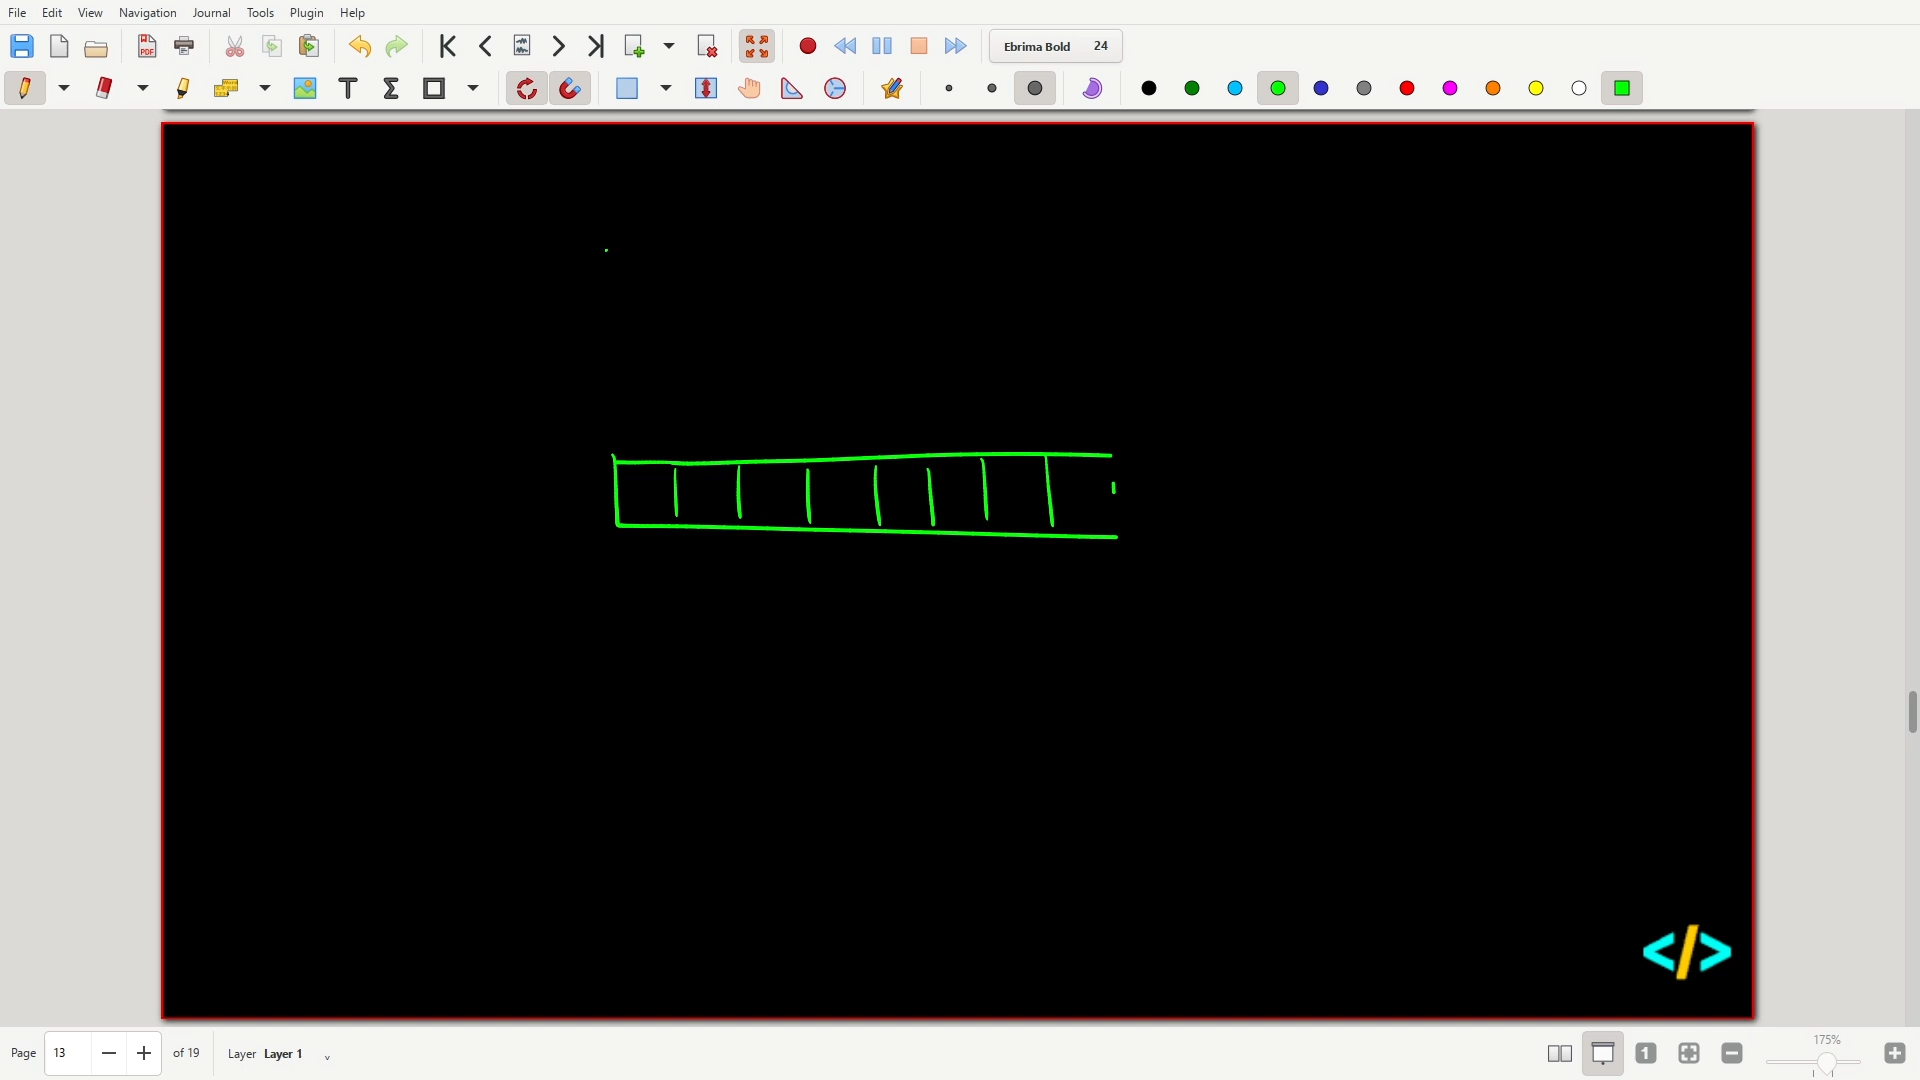 File Edit View Navigation Journal Tools Plugin Help
Ebrima Bold 24
</>
Page 13 of 19 Layer Layer 1 175%